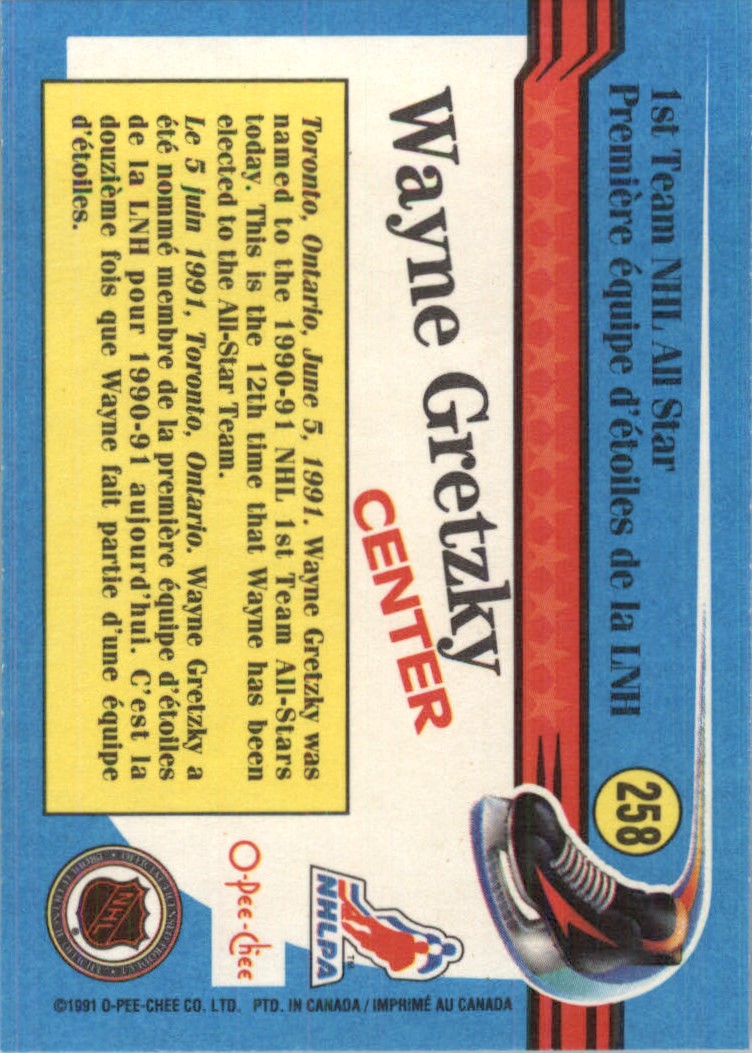 1st Team NHL All Star
Première équipe d'étoiles de la LNH
258
Wayne Gretzky
CENTER
Toronto, Ontario, June 5, 1991. Wayne Gretzky was
named to the 1990-91 NHL 1st Team All-Stars
today. This is the 12th time that Wayne has been
elected to the All-Star Team.
Le 5 juin 1991, Toronto, Ontario. Wayne Gretzky a
été nommé membre de la première équipe d'étoiles
de la LNH pour 1990-91 aujourd'hui. C'est la
douzième fois que Wayne fait partie d'une équipe
d'étoiles.
NHLPA
TM
O-Pee-Chee
NHL
®
©1991 O-PEE-CHEE CO. LTD. PTD. IN CANADA / IMPRIMÉ AU CANADA